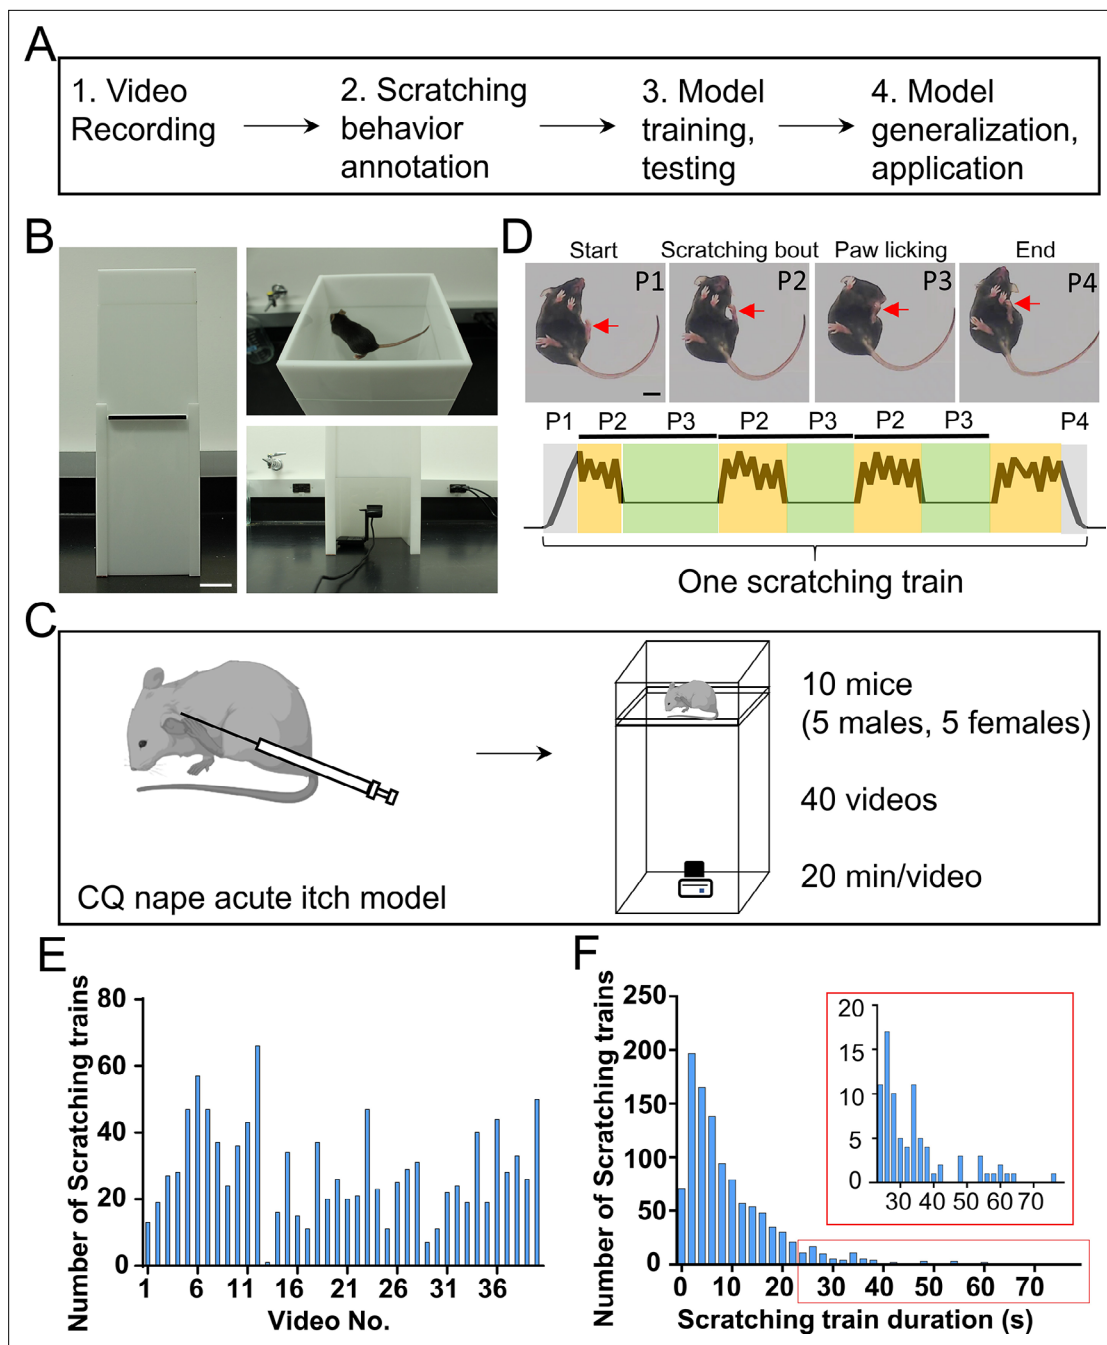 A
1. Video
Recording
2. Scratching
behavior
annotation
3. Model
training,
testing
4. Model
generalization,
application
B
D
Start
Scratching bout
Paw licking
End
P1
P2
P3
P4
P1
P2
P3
P2
P3
P2
P3
P4
One scratching train
C
CQ nape acute itch model
10 mice
(5 males, 5 females)
40 videos
20 min/video
E
Number of Scratching trains
80
60
40
20
0
1
6
11
16
21
26
31
36
Video No.
F
Number of Scratching trains
250
200
150
100
50
0
0
10
20
30
40
50
60
70
Scratching train duration (s)
20
15
10
5
0
30
40
50
60
70